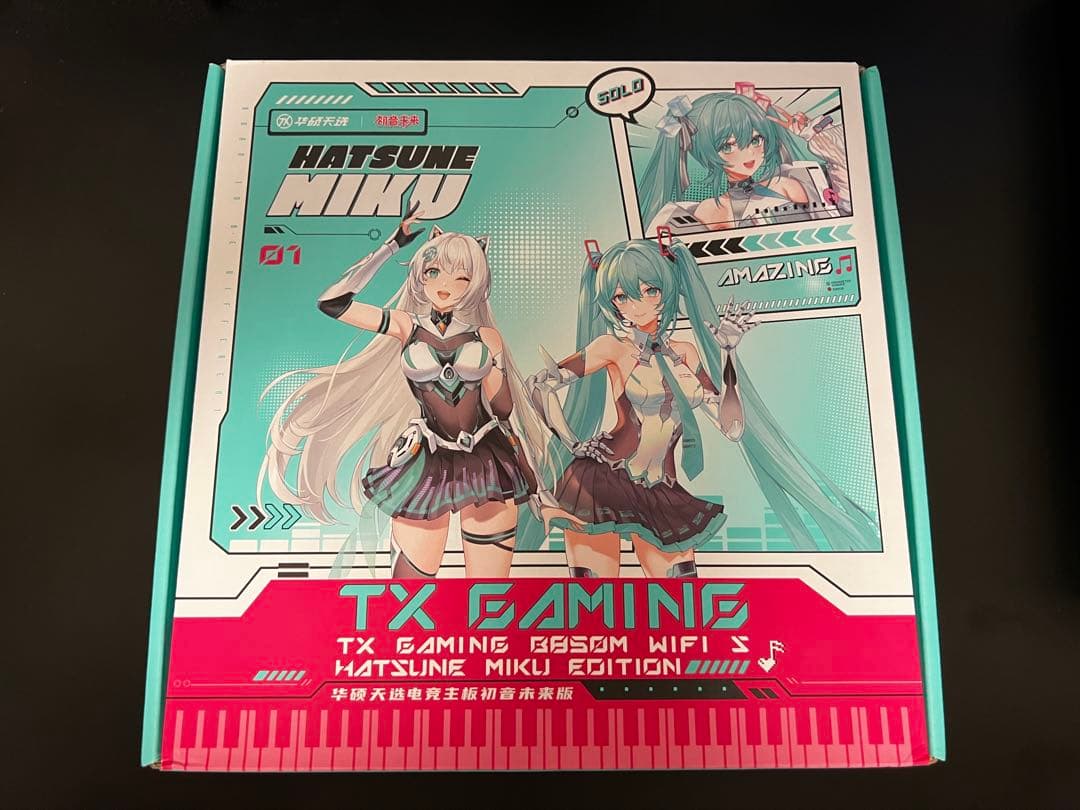 SOLO
TX 华硕天选 | 初音未来
HATSUNE
MIKU
01
AMAZING
TX GAMING
TX GAMING B850M WIFI S
HATSUNE MIKU EDITION
华硕天选电竞主板初音未来版